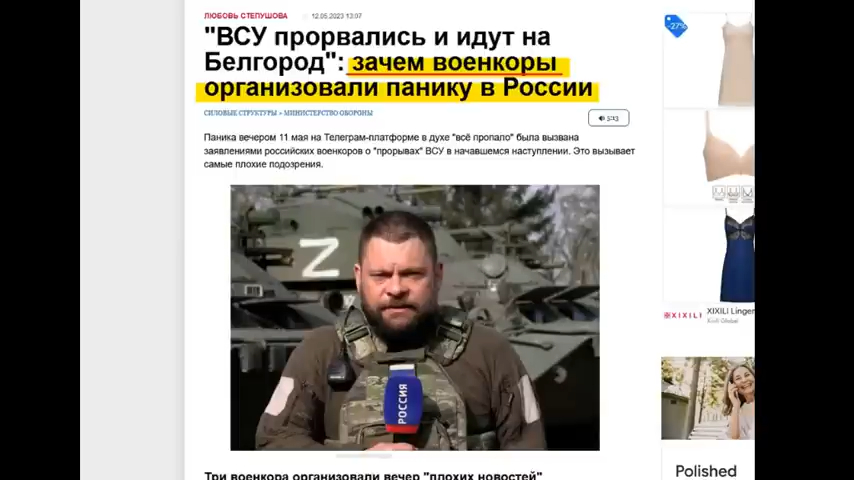 ЛЮБОВЬ СТЕПУШОВА 12.05.2023 13:07
"ВСУ прорвались и идут на
Белгород": зачем военкоры
организовали панику в России
СИЛОВЫЕ СТРУКТУРЫ » МИНИСТЕРСТВО ОБОРОНЫ
Паника вечером 11 мая на Телеграм-платформе в духе "всё пропало" была вызвана
заявлениями российских военкоров о "прорывах" ВСУ в начавшемся наступлении. Это вызывает
самые плохие подозрения.
Z
РОССИЯ
Три военкора организовали вечер "плохих новостей"
-27%
XIXILI
XIXILI Linger
Polished